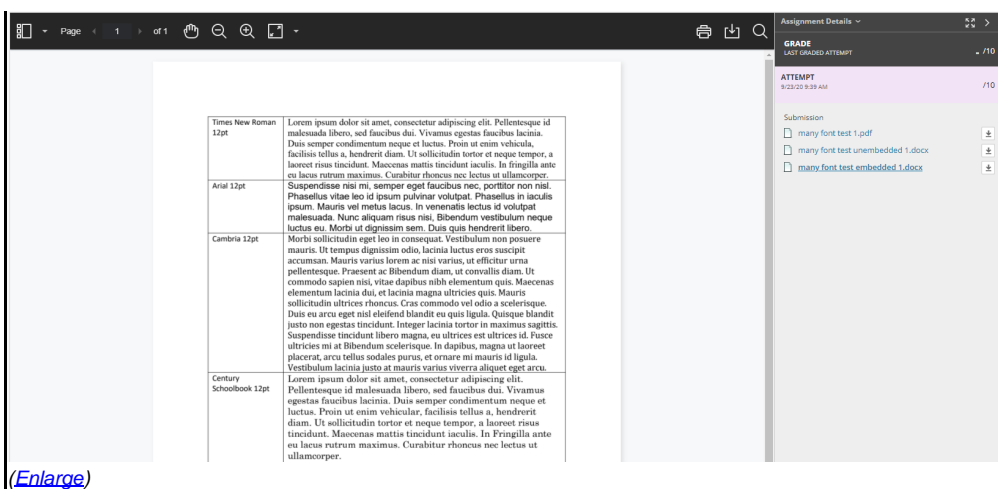 Page 1 of 1
Assignment Details
GRADE
LAST GRADED ATTEMPT
- /10
ATTEMPT
9/23/20 9:39 AM
/10
Submission
many font test 1.pdf
many font test unembedded 1.docx
many font test embedded 1.docx
Times New Roman
12pt
Lorem ipsum dolor sit amet, consectetur adipiscing elit. Pellentesque id
malesuada libero, sed faucibus dui. Vivamus egestas faucibus lacinia.
Duis semper condimentum neque et luctus. Proin ut enim vehicula,
facilisis tellus a, hendrerit diam. Ut sollicitudin tortor et neque tempor, a
laoreet risus tincidunt. Maecenas mattis tincidunt iaculis. In fringilla ante
eu lacus rutrum maximus. Curabitur rhoncus nec lectus ut ullamcorper.
Arial 12pt
Suspendisse nisi mi, semper eget faucibus nec, porttitor non nisl.
Phasellus vitae leo id ipsum pulvinar volutpat. Phasellus in iaculis
ipsum. Mauris vel metus lacus. In venenatis lectus id volutpat
malesuada. Nunc aliquam risus nisi, Bibendum vestibulum neque
luctus eu. Morbi ut dignissim sem. Duis quis hendrerit libero.
Cambria 12pt
Morbi sollicitudin eget leo in consequat. Vestibulum non posuere
mauris. Ut tempus dignissim odio, lacinia luctus eros suscipit
accumsan. Mauris varius lorem ac nisi varius, ut efficitur urna
pellentesque. Praesent ac Bibendum diam, ut convallis diam. Ut
commodo sapien nisi, vitae dapibus nibh elementum quis. Maecenas
elementum lacinia dui, et lacinia magna ultricies quis. Mauris
sollicitudin ultrices rhoncus. Cras commodo vel odio a scelerisque.
Duis eu arcu eget nisl eleifend blandit eu quis ligula. Quisque blandit
justo non egestas tincidunt. Integer lacinia tortor in maximus sagittis.
Suspendisse tincidunt libero magna, eu ultrices est ultrices id. Fusce
ultricies mi at Bibendum scelerisque. In dapibus, magna ut laoreet
placerat, arcu tellus sodales purus, et ornare mi mauris id ligula.
Vestibulum lacinia justo at mauris varius viverra aliquet eget arcu.
Century
Schoolbook 12pt
Lorem ipsum dolor sit amet, consectetur adipiscing elit.
Pellentesque id malesuada libero, sed faucibus dui. Vivamus
egestas faucibus lacinia. Duis semper condimentum neque et
luctus. Proin ut enim vehicular, facilisis tellus a, hendrerit
diam. Ut sollicitudin tortor et neque tempor, a laoreet risus
tincidunt. Maecenas mattis tincidunt iaculis. In Fringilla ante
eu lacus rutrum maximus. Curabitur rhoncus nec lectus ut
ullamcorper.
(Enlarge)